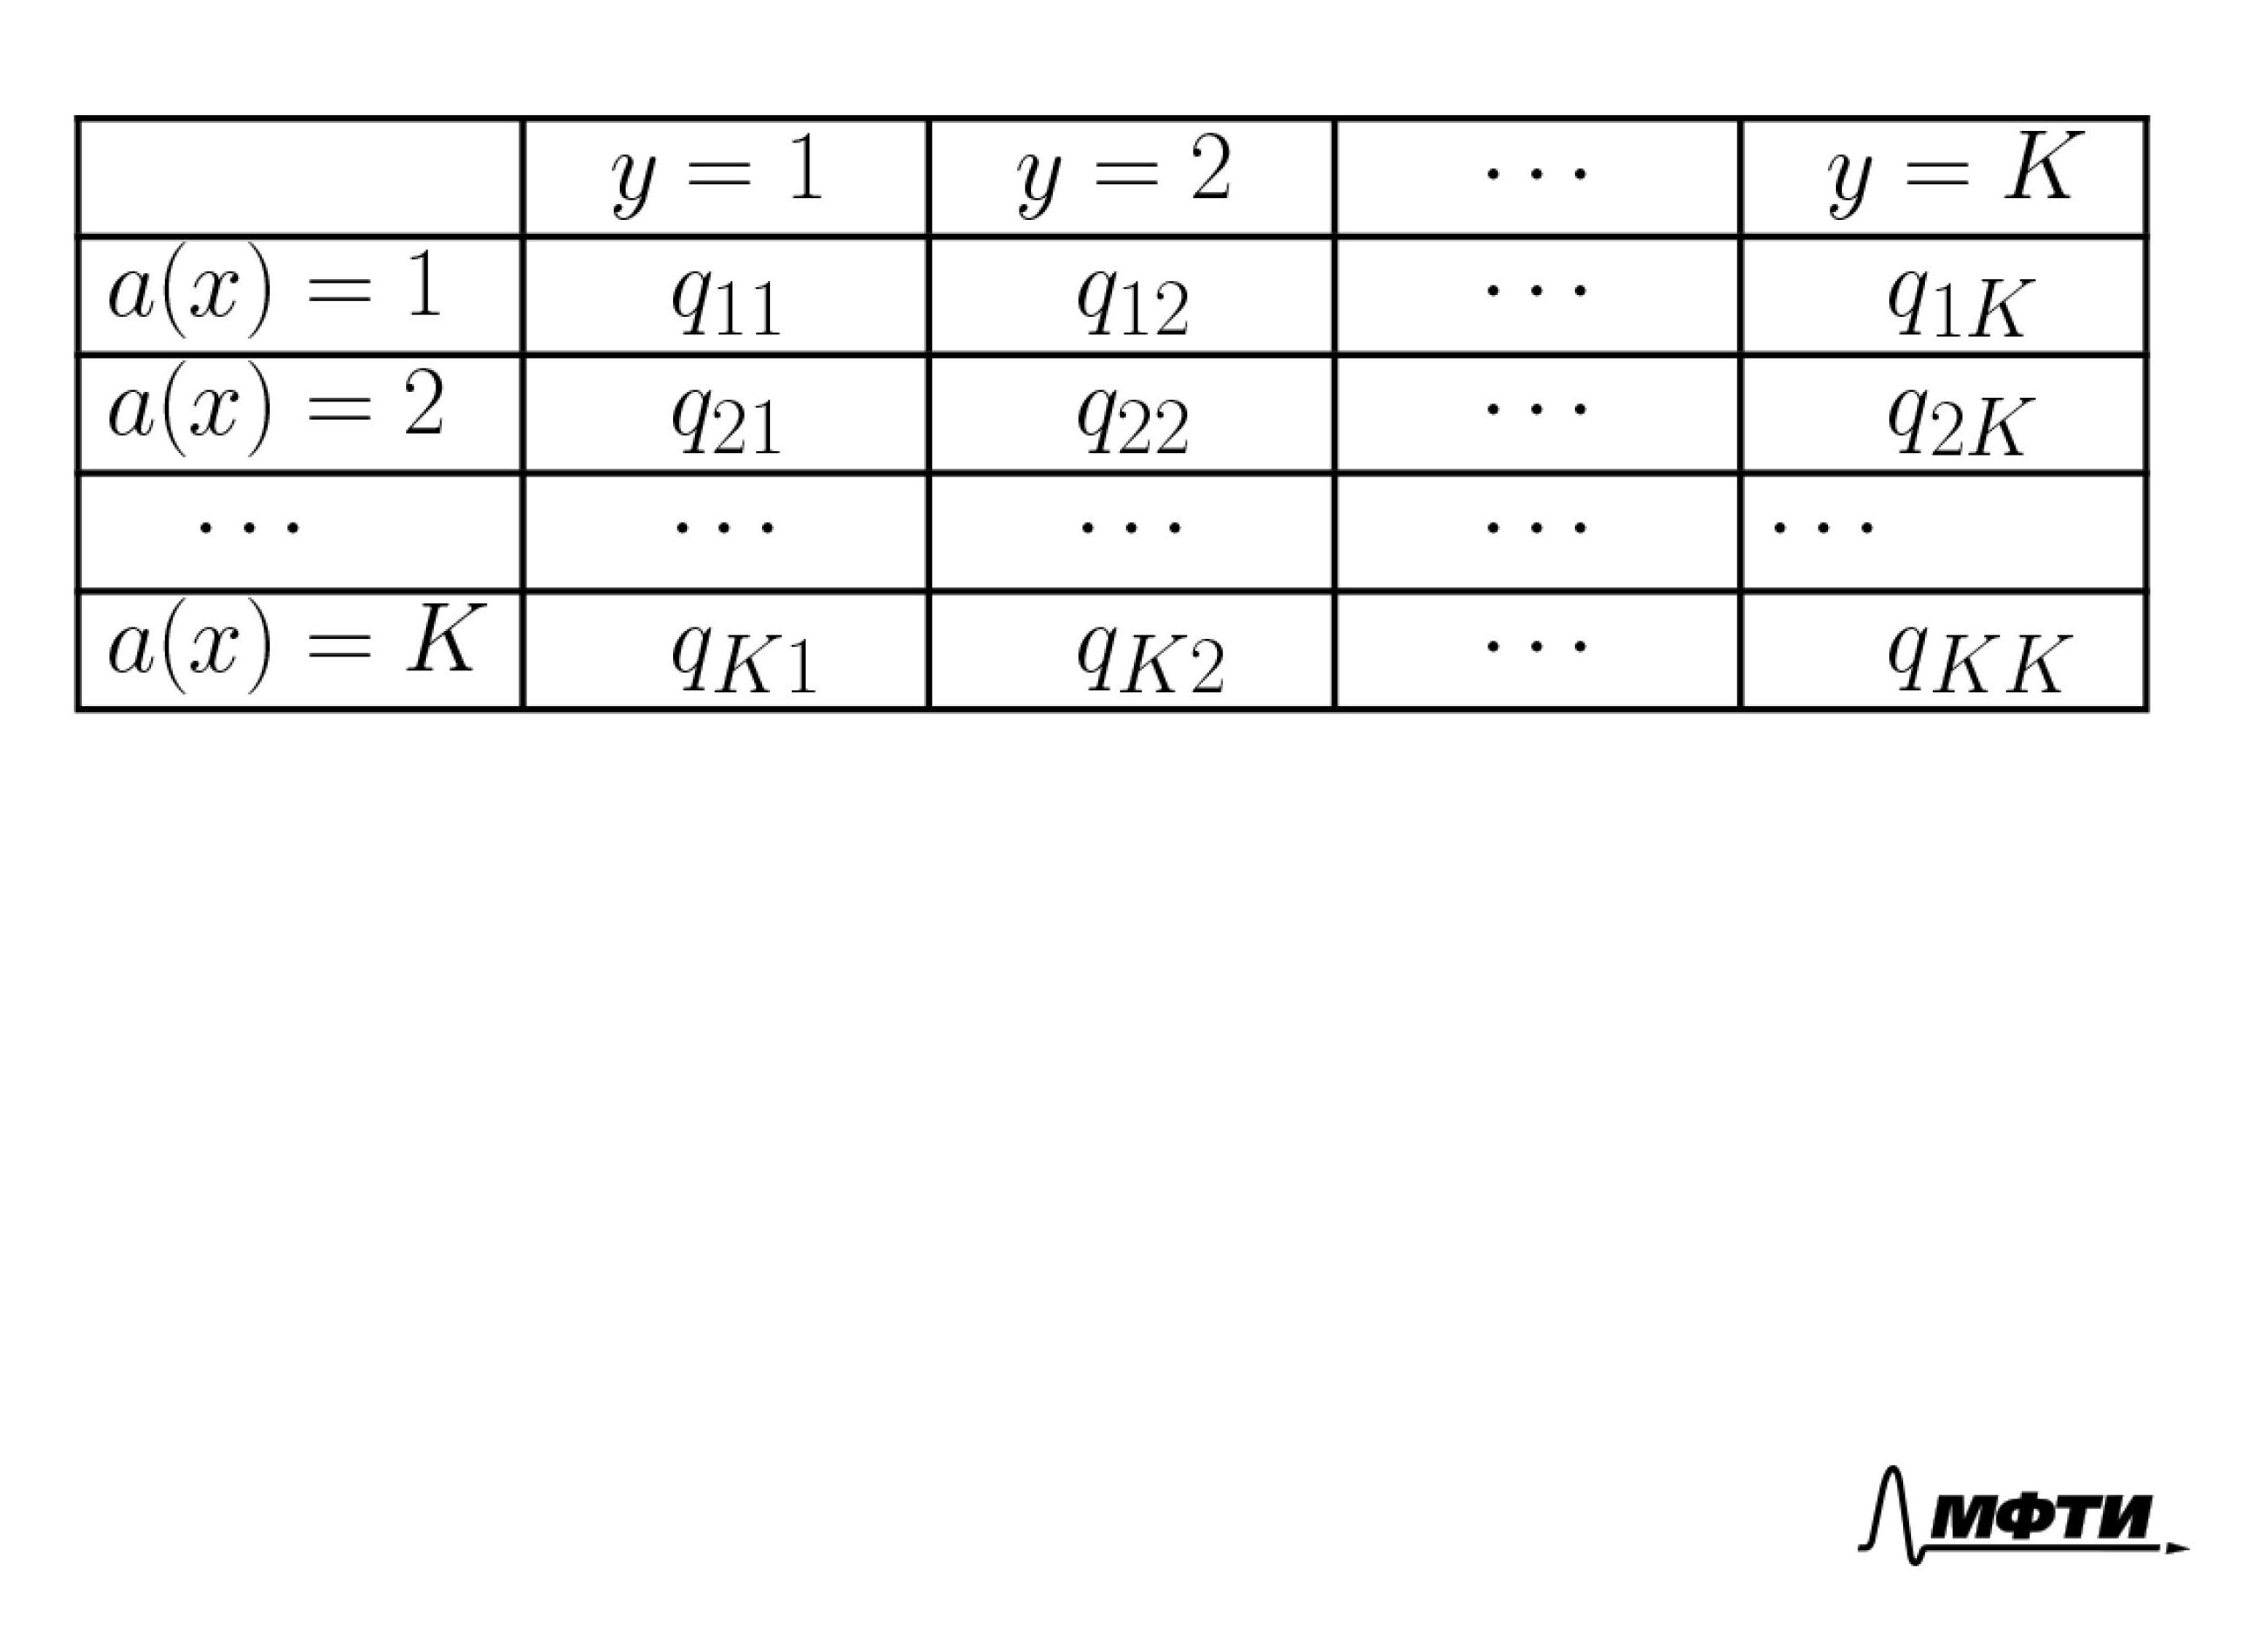 y = 1 y = 2 ⋯ y = K
a(x) = 1 q₁₁ q₁₂ ⋯ q₁K
a(x) = 2 q₂₁ q₂₂ ⋯ q₂K
⋯ ⋯ ⋯ ⋯ ⋯
a(x) = K qK₁ qK₂ ⋯ qKK
МФТИ